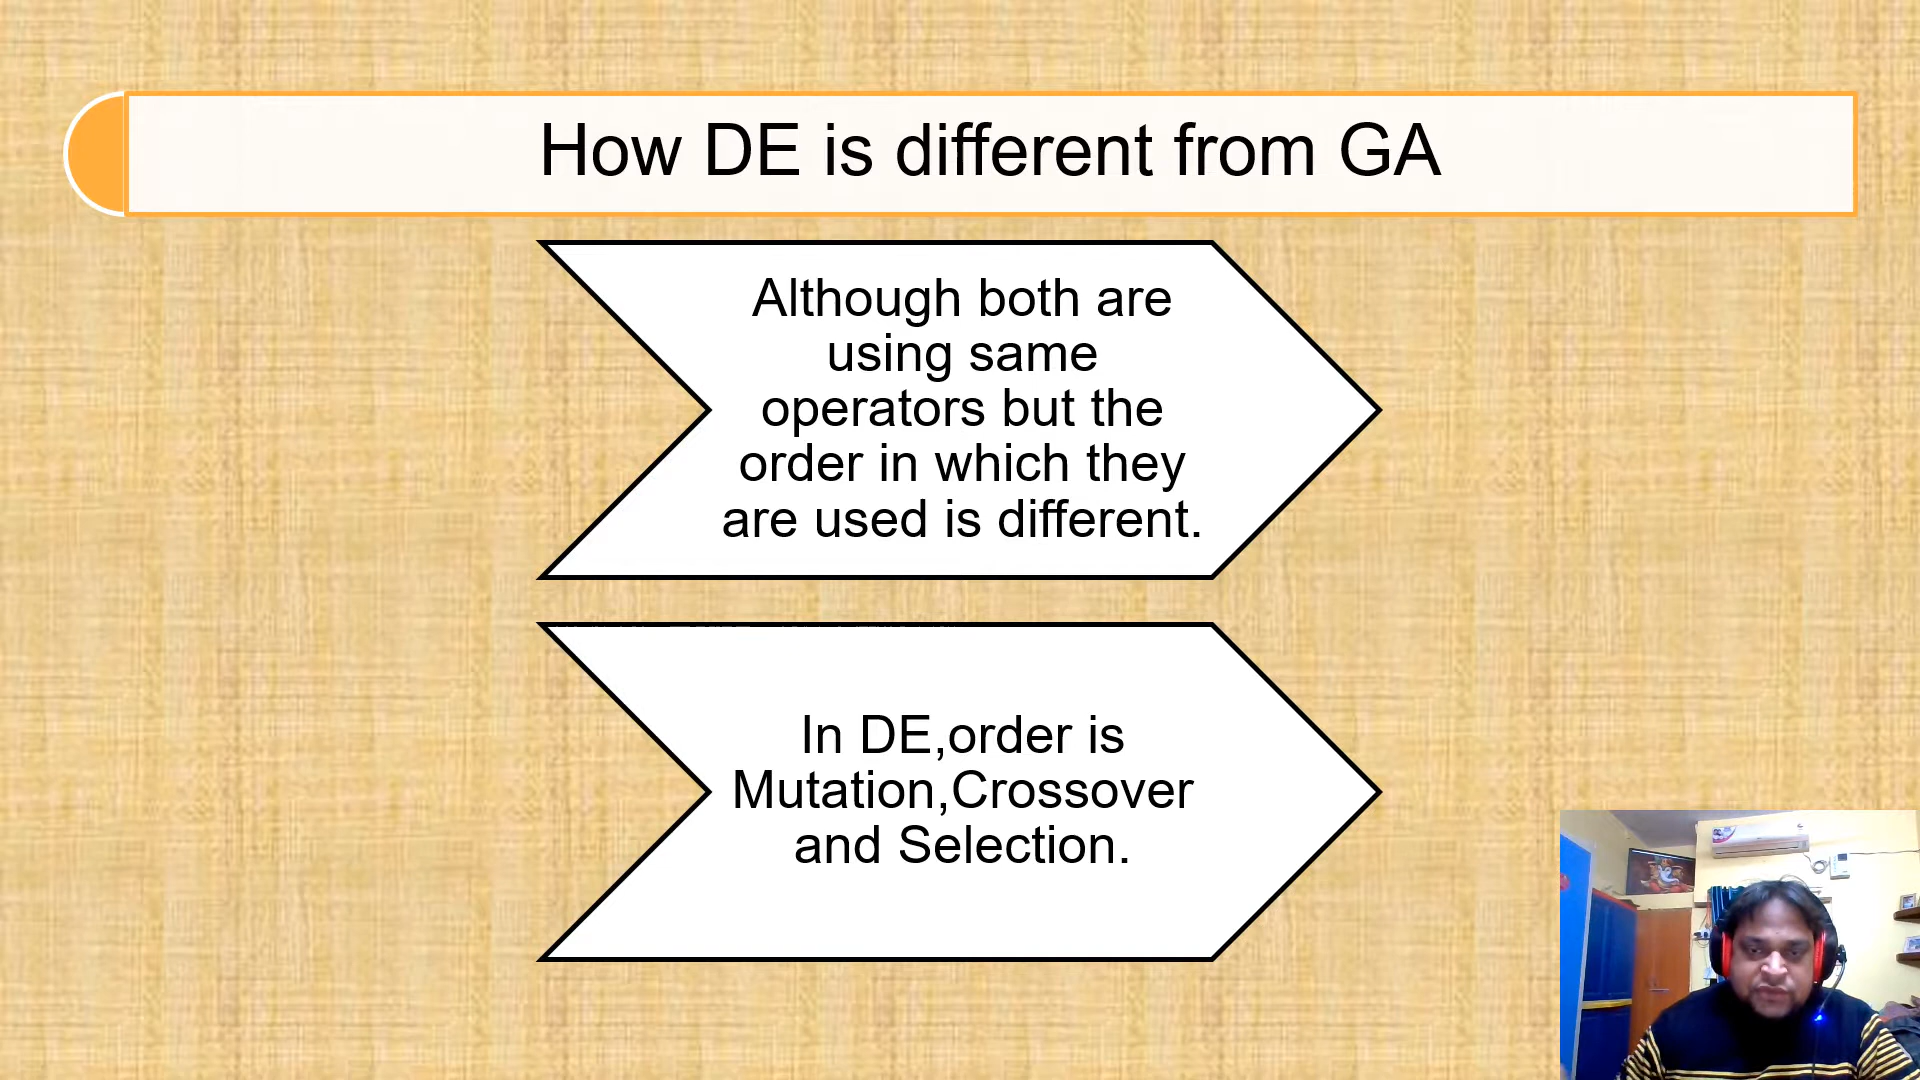 How DE is different from GA
Although both are
using same
operators but the
order in which they
are used is different.
In DE,order is
Mutation,Crossover
and Selection.